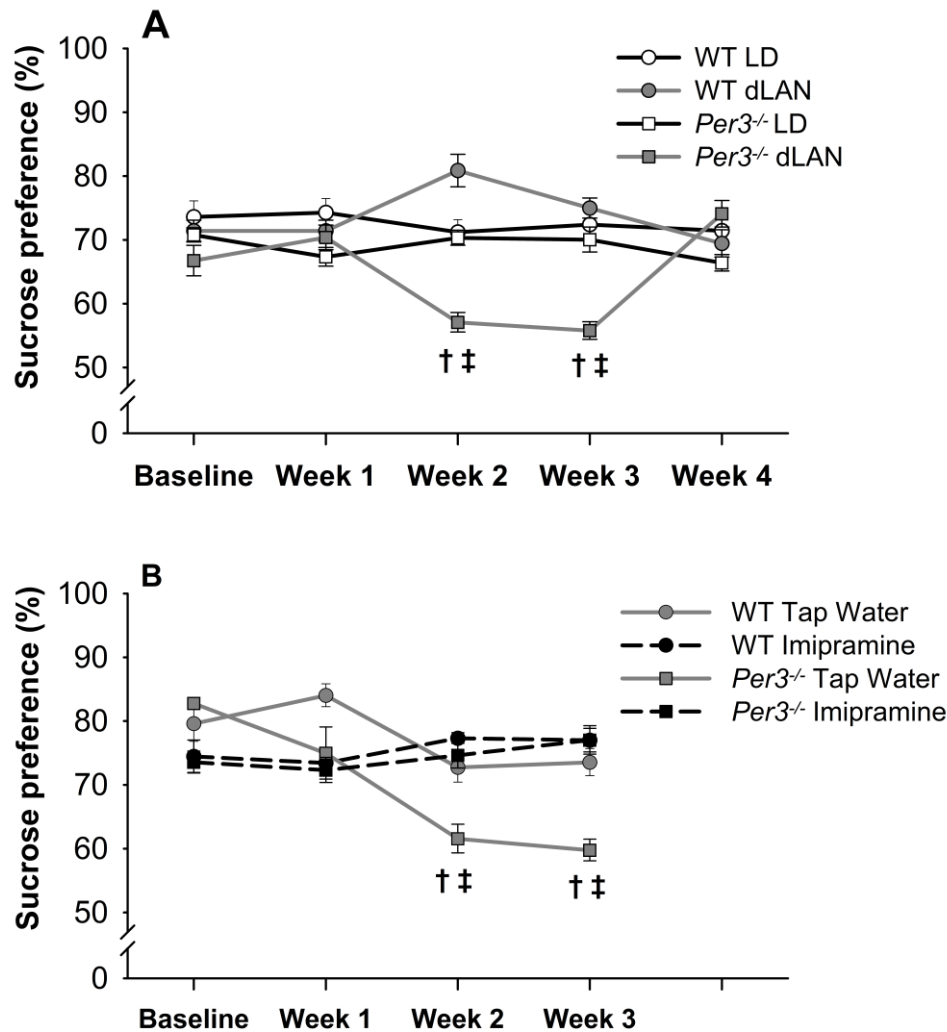 A
Sucrose preference (%)
100
90
80
70
60
50
0
WT LD
WT dLAN
Per3-/- LD
Per3-/- dLAN
† ‡
† ‡
Baseline Week 1 Week 2 Week 3 Week 4
B
Sucrose preference (%)
100
90
80
70
60
50
0
WT Tap Water
WT Imipramine
Per3-/- Tap Water
Per3-/- Imipramine
† ‡
† ‡
Baseline Week 1 Week 2 Week 3